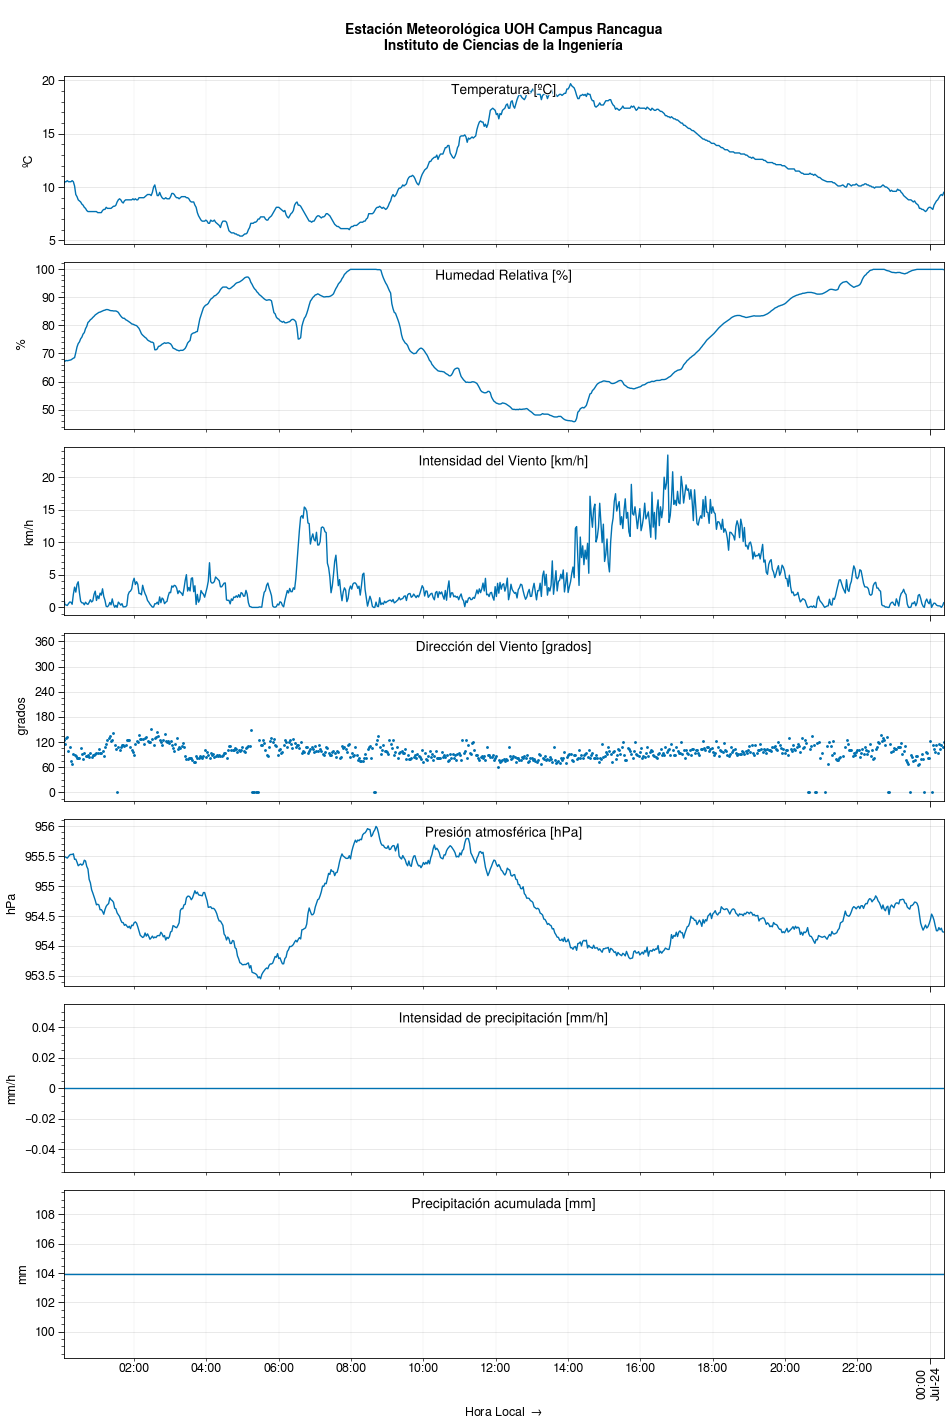 Estación Meteorológica UOH Campus Rancagua
Instituto de Ciencias de la Ingeniería
Temperatura [ºC]
20
15
10
5
ºC
Humedad Relativa [%]
100
90
80
70
60
50
%
Intensidad del Viento [km/h]
20
15
10
5
0
km/h
Dirección del Viento [grados]
360
300
240
180
120
60
0
grados
Presión atmosférica [hPa]
956
955.5
955
954.5
954
953.5
hPa
Intensidad de precipitación [mm/h]
0.04
0.02
0
−0.02
−0.04
mm/h
Precipitación acumulada [mm]
108
106
104
102
100
mm
02:00 04:00 06:00 08:00 10:00 12:00 14:00 16:00 18:00 20:00 22:00 00:00
Jul-24
Hora Local →